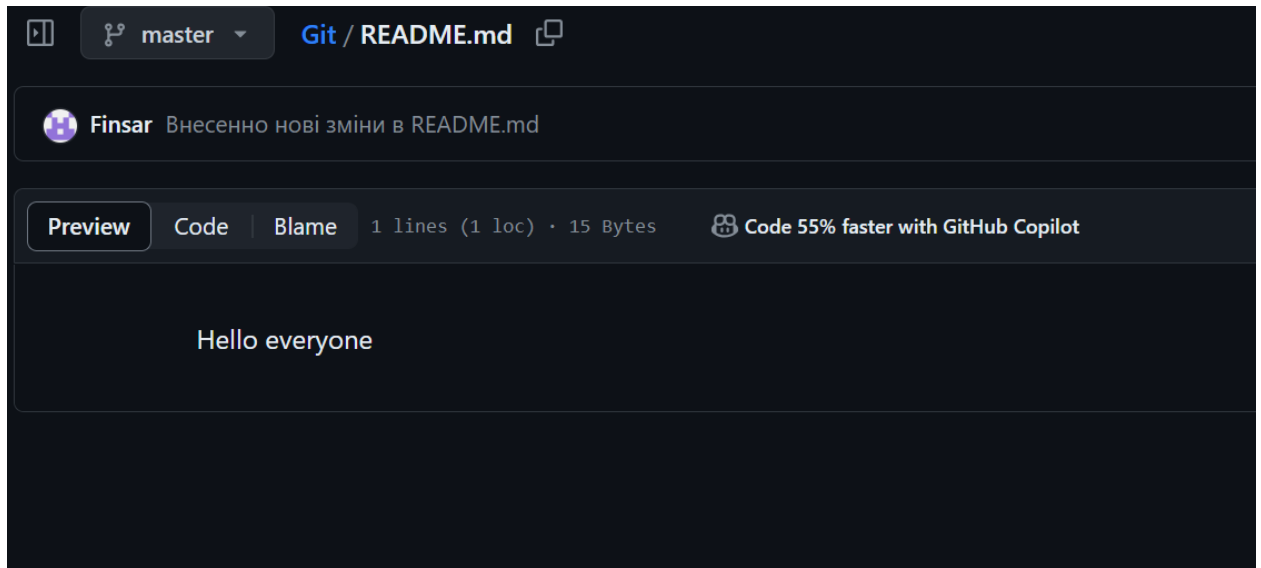 master Git / README.md
Finsar Внесенно нові зміни в README.md
Preview Code Blame 1 lines (1 loc) · 15 Bytes Code 55% faster with GitHub Copilot
Hello everyone